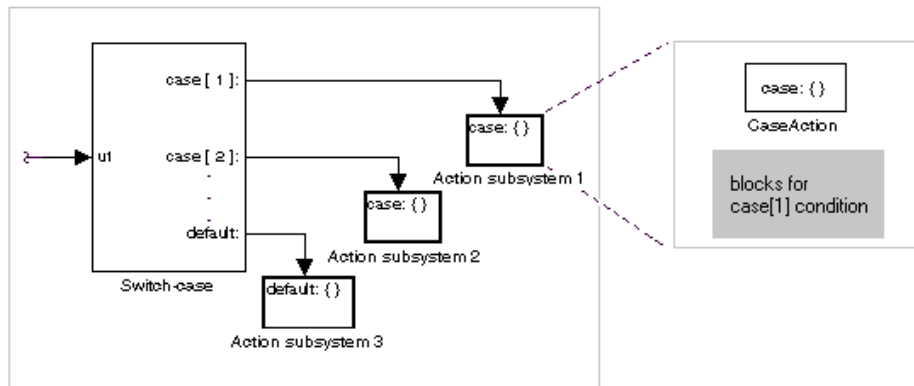 case [ 1 ]:
case: { }
Action subsystem 1
u1
case [ 2 ]:
case: { }
Action subsystem 2
default:
Switch-case
default: { }
Action subsystem 3
case: { }
CaseAction
blocks for
case[1] condition